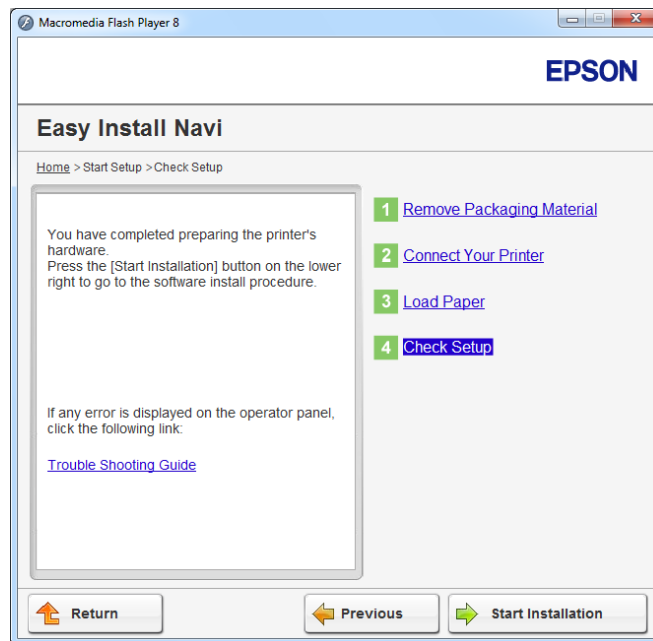 Macromedia Flash Player 8
EPSON
Easy Install Navi
Home > Start Setup >Check Setup
You have completed preparing the printer's
hardware.
Press the [Start Installation] button on the lower
right to go to the software install procedure.
If any error is displayed on the operator panel,
click the following link:
Trouble Shooting Guide
1 Remove Packaging Material
2 Connect Your Printer
3 Load Paper
4 Check Setup
Return
Previous
Start Installation